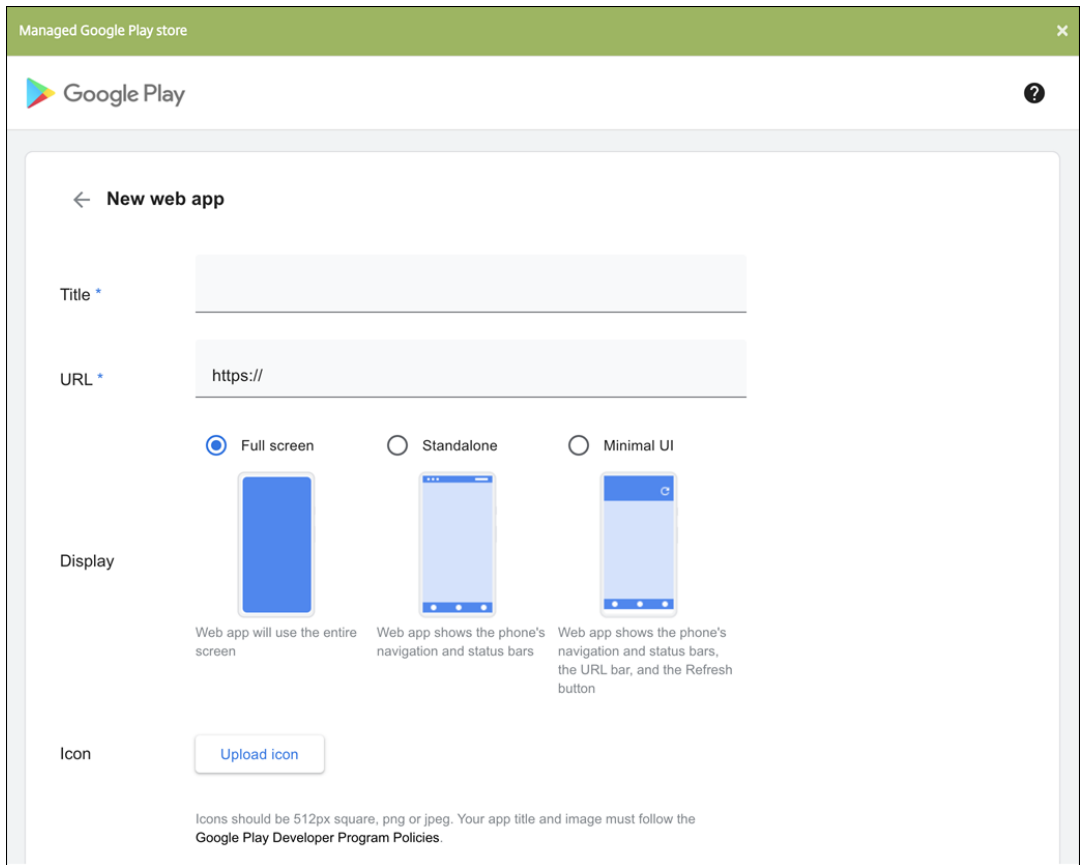 Managed Google Play store
Google Play
New web app
Title *
URL *
https://
Full screen
Standalone
Minimal UI
Display
Web app will use the entire
screen
Web app shows the phone's
navigation and status bars
Web app shows the phone's
navigation and status bars,
the URL bar, and the Refresh
button
Icon
Upload icon
Icons should be 512px square, png or jpeg. Your app title and image must follow the
Google Play Developer Program Policies.